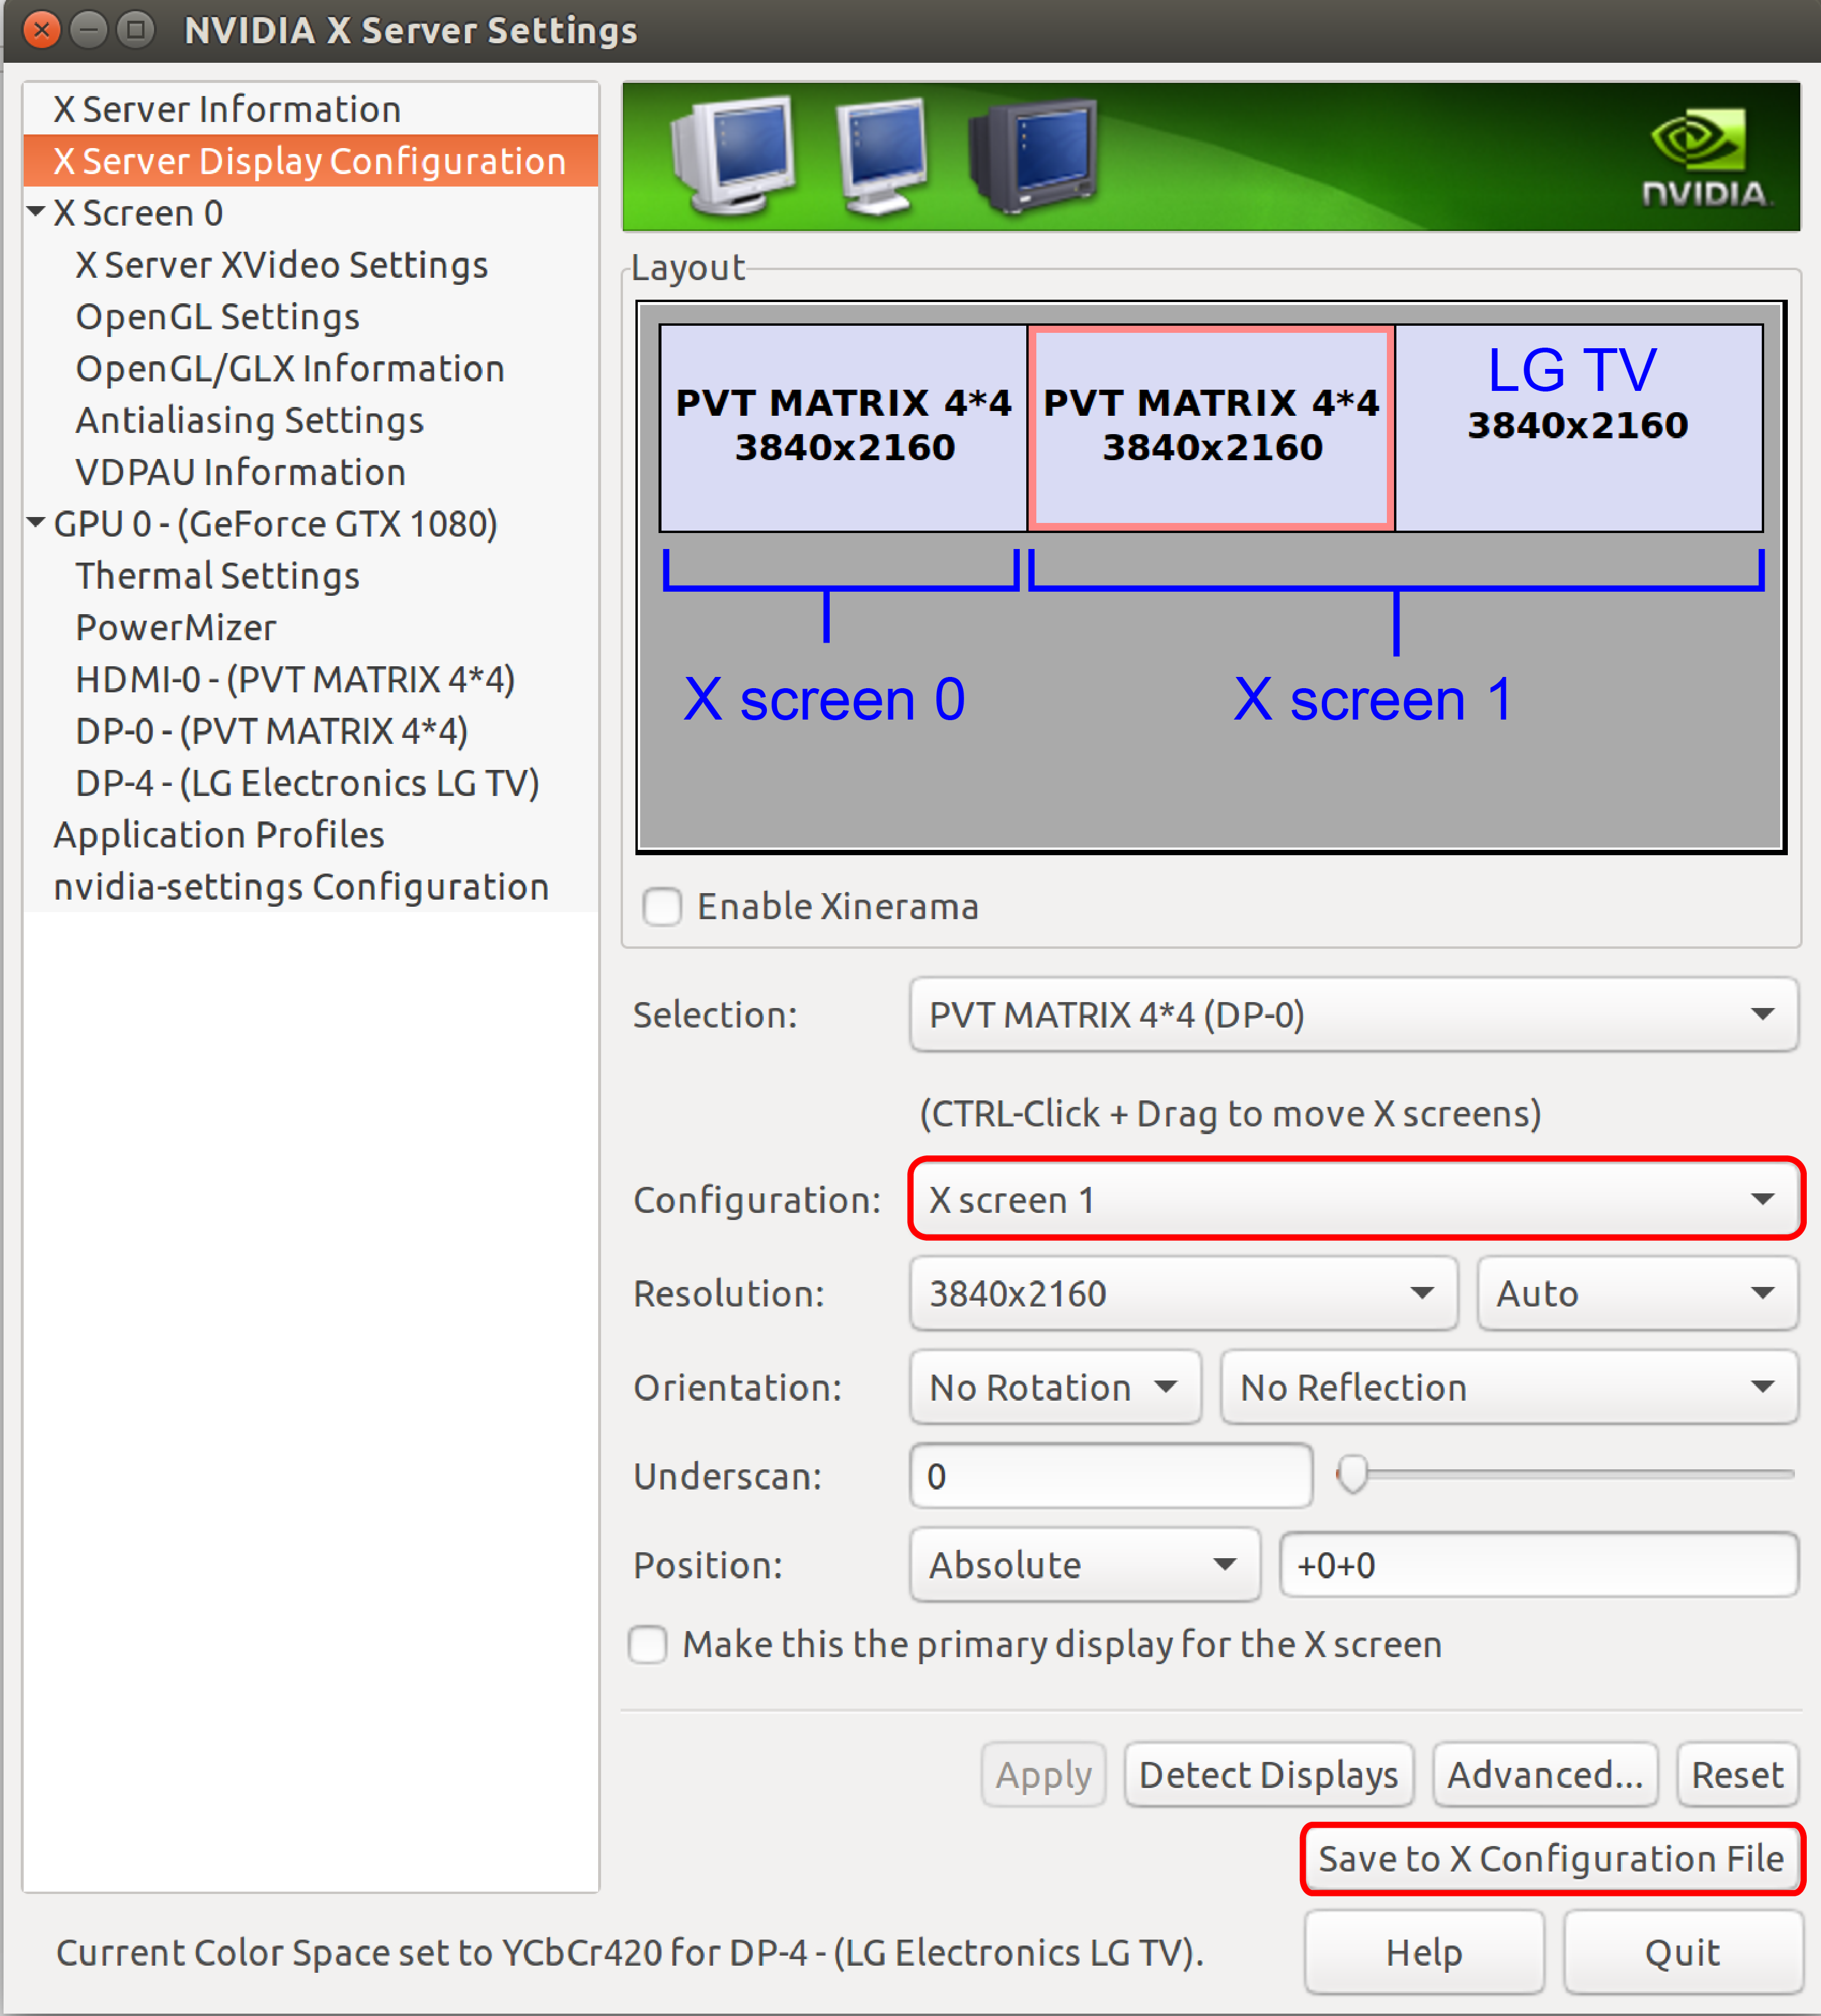 NVIDIA X Server Settings
X Server Information
X Server Display Configuration
X Screen 0
X Server XVideo Settings
OpenGL Settings
OpenGL/GLX Information
Antialiasing Settings
VDPAU Information
GPU 0 - (GeForce GTX 1080)
Thermal Settings
PowerMizer
HDMI-0 - (PVT MATRIX 4*4)
DP-0 - (PVT MATRIX 4*4)
DP-4 - (LG Electronics LG TV)
Application Profiles
nvidia-settings Configuration
NVIDIA.
Layout
PVT MATRIX 4*4
3840x2160
PVT MATRIX 4*4
3840x2160
LG TV
3840x2160
X screen 0
X screen 1
Enable Xinerama
Selection: PVT MATRIX 4*4 (DP-0)
(CTRL-Click + Drag to move X screens)
Configuration: X screen 1
Resolution: 3840x2160 Auto
Orientation: No Rotation No Reflection
Underscan: 0
Position: Absolute +0+0
Make this the primary display for the X screen
Apply Detect Displays Advanced... Reset
Save to X Configuration File
Current Color Space set to YCbCr420 for DP-4 - (LG Electronics LG TV). Help Quit